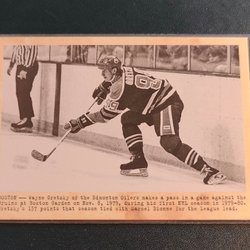 BOSTON -- Wayne Gretzky of the Edmonton Oilers makes a pass in a game against the
Bruins at Boston Garden on Nov. 8, 1979, during his first NHL season in 1979-80.
Gretzky's 137 points that season tied with Marcel Dionne for the league lead.
99